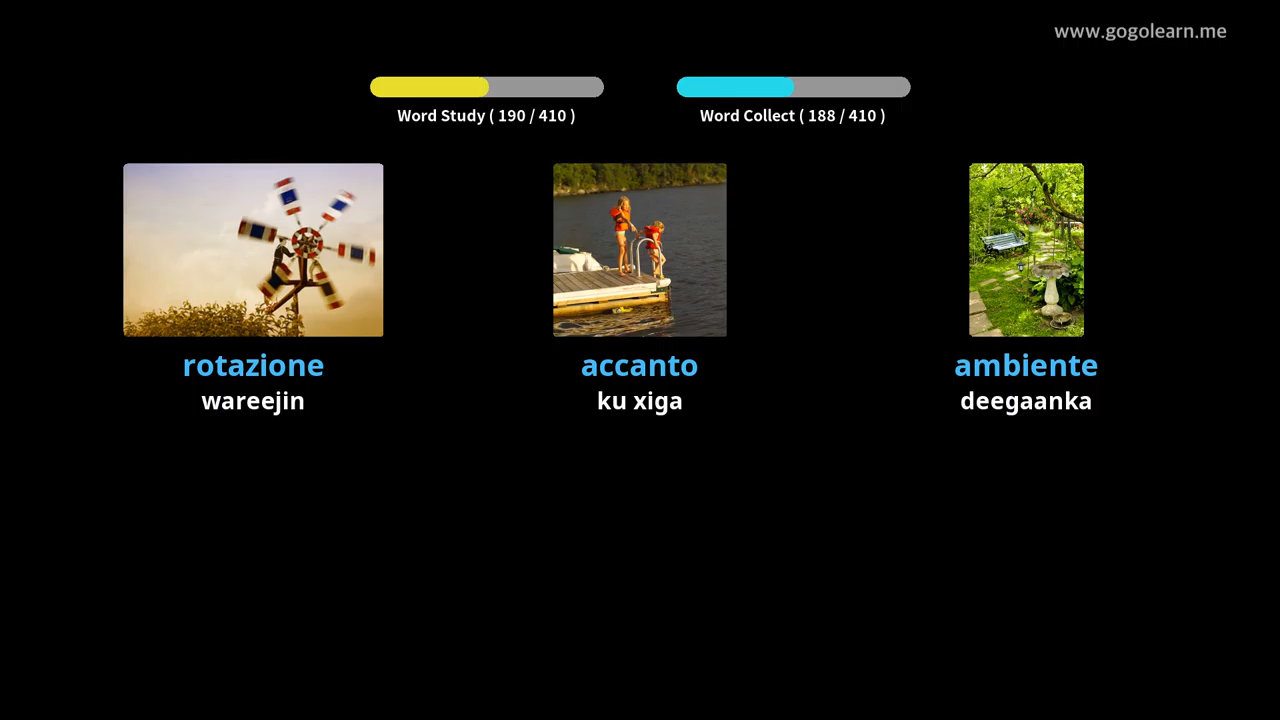 www.gogolearn.me
Word Study ( 190 / 410 )
Word Collect ( 188 / 410 )
rotazione
wareejin
accanto
ku xiga
ambiente
deegaanka